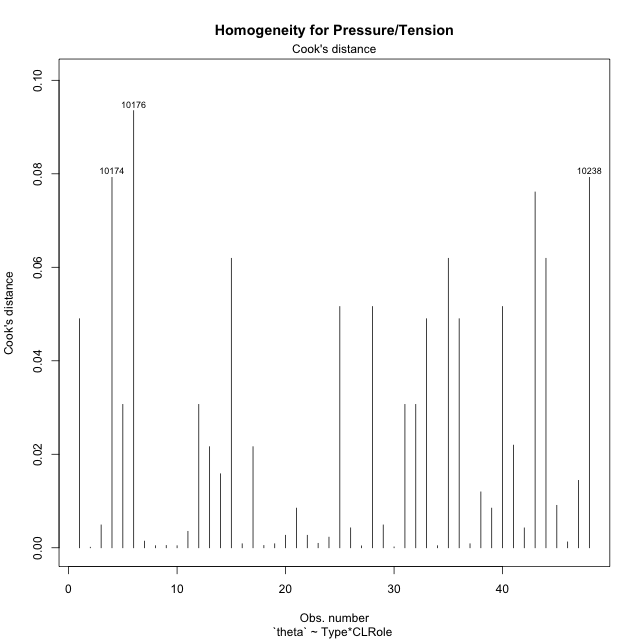 Homogeneity for Pressure/Tension
Cook's distance
10176
10174
10238
0.10
0.08
0.06
0.04
0.02
0.00
Cook's distance
0 10 20 30 40
Obs. number
`theta` ~ Type*CLRole